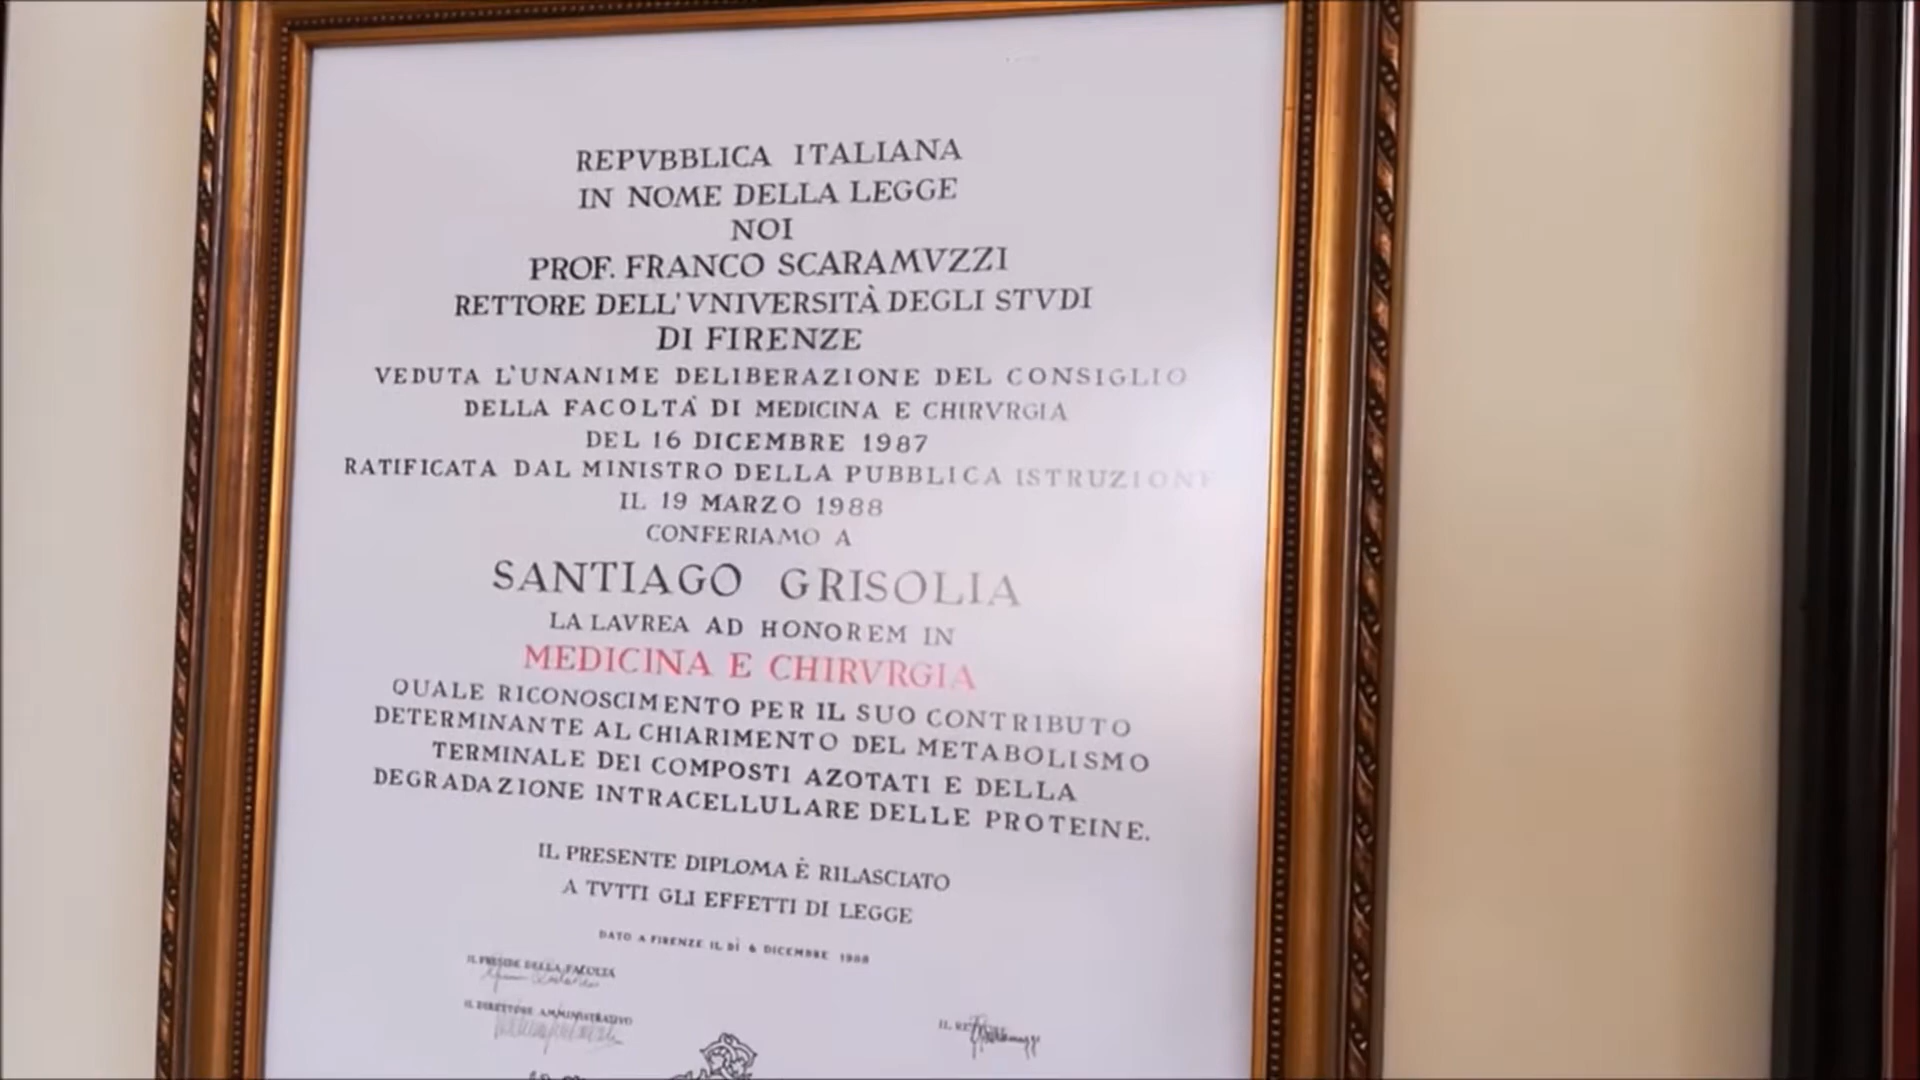 REPVBBLICA ITALIANA
IN NOME DELLA LEGGE
NOI
PROF. FRANCO SCARAMVZZI
RETTORE DELL'VNIVERSITÀ DEGLI STVDI
DI FIRENZE
VEDUTA L'UNANIME DELIBERAZIONE DEL CONSIGLIO
DELLA FACOLTÀ DI MEDICINA E CHIRVRGIA
DEL 16 DICEMBRE 1987
RATIFICATA DAL MINISTRO DELLA PUBBLICA ISTRUZIONE
IL 19 MARZO 1988
CONFERIAMO A
SANTIAGO GRISOLIA
LA LAVREA AD HONOREM IN
MEDICINA E CHIRVRGIA
QUALE RICONOSCIMENTO PER IL SUO CONTRIBUTO
DETERMINANTE AL CHIARIMENTO DEL METABOLISMO
TERMINALE DEI COMPOSTI AZOTATI E DELLA
DEGRADAZIONE INTRACELLULARE DELLE PROTEINE.
IL PRESENTE DIPLOMA È RILASCIATO
A TVTTI GLI EFFETTI DI LEGGE
DATO A FIRENZE IL DÌ 6 DICEMBRE 1988
IL PRESIDE DELLA FACOLTÀ
IL DIRETTORE AMMINISTRATIVO
IL